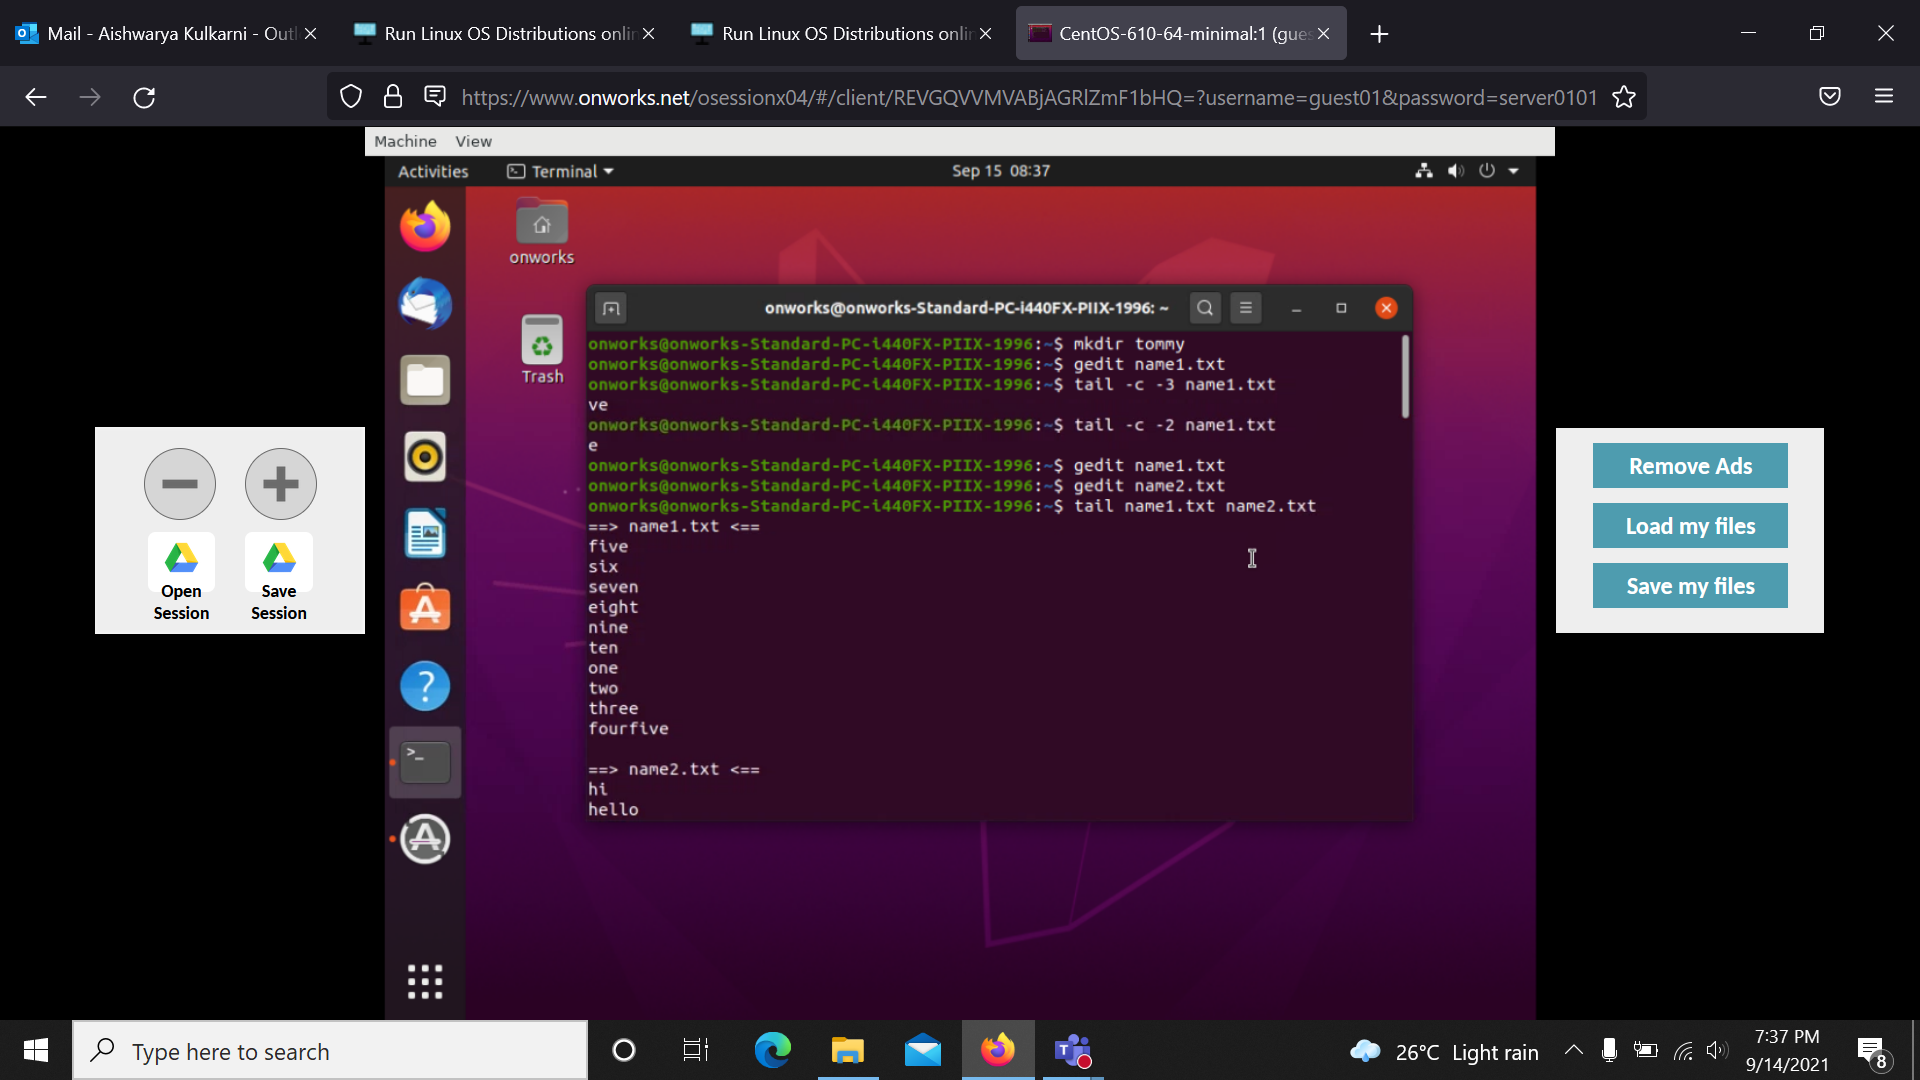 Mail - Aishwarya Kulkarni - Outl
Run Linux OS Distributions onlin
Run Linux OS Distributions onlin
CentOS-610-64-minimal:1 (gues
https://www.onworks.net/osessionx04/#/client/REVGQVVMVABjAGRlZmF1bHQ=?username=guest01&password=server0101
Machine View
Activities
Terminal
Sep 15 08:37
onworks
Trash
onworks@onworks-Standard-PC-i440FX-PIIX-1996: ~
onworks@onworks-Standard-PC-i440FX-PIIX-1996:~$ mkdir tommy
onworks@onworks-Standard-PC-i440FX-PIIX-1996:~$ gedit name1.txt
onworks@onworks-Standard-PC-i440FX-PIIX-1996:~$ tail -c -3 name1.txt
ve
onworks@onworks-Standard-PC-i440FX-PIIX-1996:~$ tail -c -2 name1.txt
e
onworks@onworks-Standard-PC-i440FX-PIIX-1996:~$ gedit name1.txt
onworks@onworks-Standard-PC-i440FX-PIIX-1996:~$ gedit name2.txt
onworks@onworks-Standard-PC-i440FX-PIIX-1996:~$ tail name1.txt name2.txt
==> name1.txt <==
five
six
seven
eight
nine
ten
one
two
three
fourfive
==> name2.txt <==
hi
hello
Open
Session
Save
Session
Remove Ads
Load my files
Save my files
Type here to search
26°C Light rain
7:37 PM
9/14/2021
8